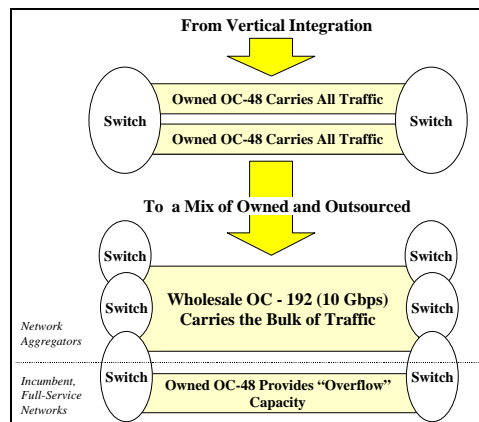 From Vertical Integration
Owned OC-48 Carries All Traffic
Switch
Switch
Owned OC-48 Carries All Traffic
To a Mix of Owned and Outsourced
Switch
Switch
Wholesale OC - 192 (10 Gbps)
Switch
Switch
Carries the Bulk of Traffic
Network
Aggregators
Switch
Switch
Incumbent,
Full-Service
Networks
Owned OC-48 Provides “Overflow”
Capacity